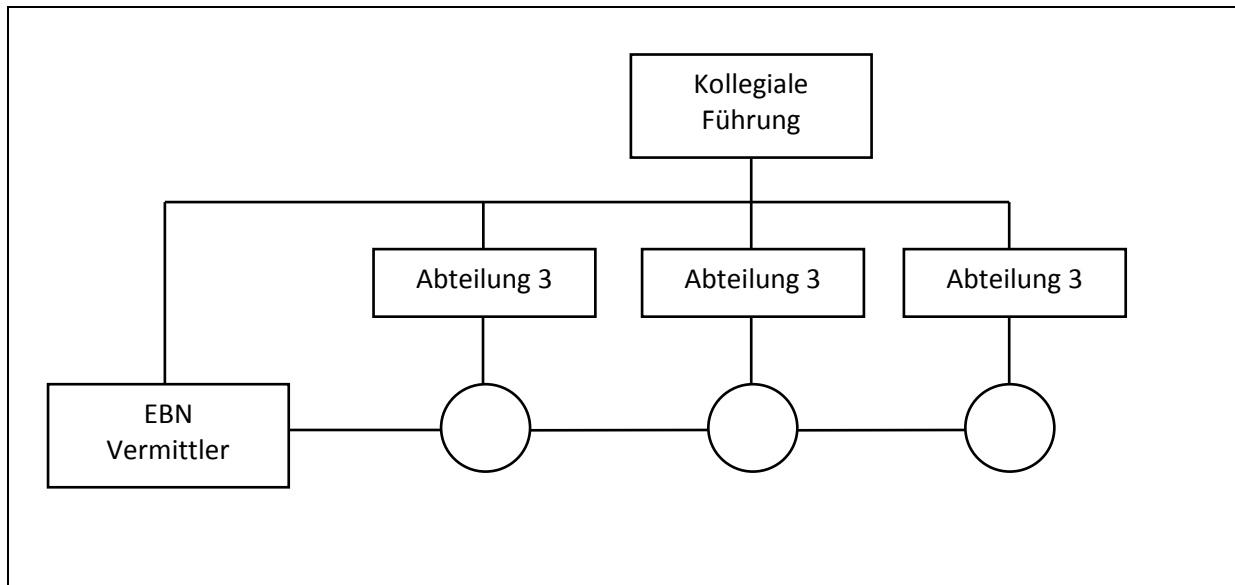 Kollegiale
Führung
Abteilung 3
Abteilung 3
Abteilung 3
EBN
Vermittler